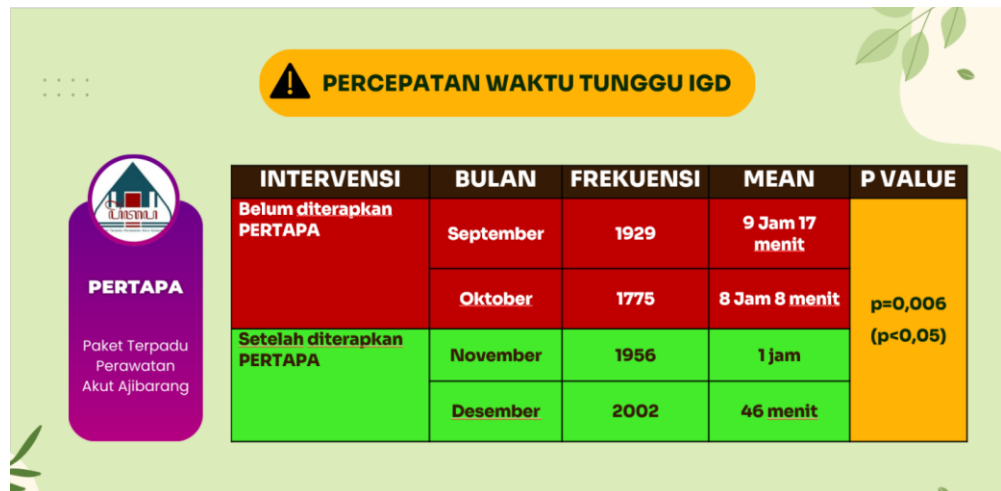 PERCEPATAN WAKTU TUNGGU IGD
PERTAPA
Paket Terpadu
Perawatan
Akut Ajibarang
INTERVENSI BULAN FREKUENSI MEAN P VALUE
Belum diterapkan
PERTAPA
September 1929 9 Jam 17
menit
Oktober 1775 8 Jam 8 menit
p=0,006
(p<0,05)
Setelah diterapkan
PERTAPA
November 1956 1 jam
Desember 2002 46 menit